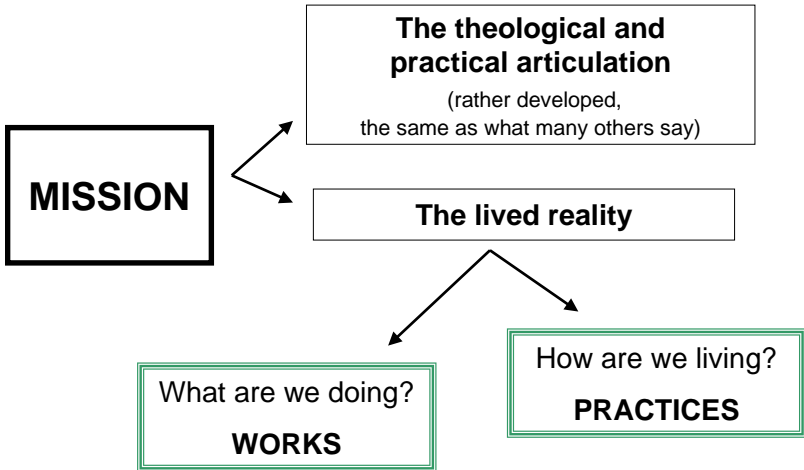 The theological and
practical articulation
(rather developed,
the same as what many others say)
MISSION
The lived reality
How are we living?
PRACTICES
What are we doing?
WORKS